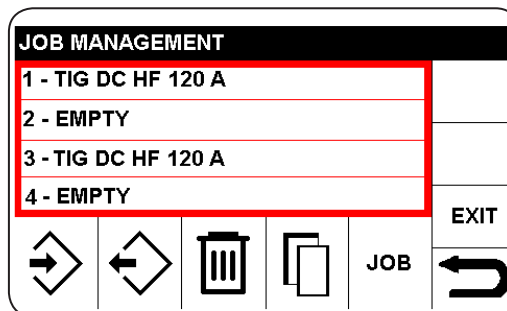 JOB MANAGEMENT
1 - TIG DC HF 120 A
2 - EMPTY
3 - TIG DC HF 120 A
4 - EMPTY
EXIT
JOB